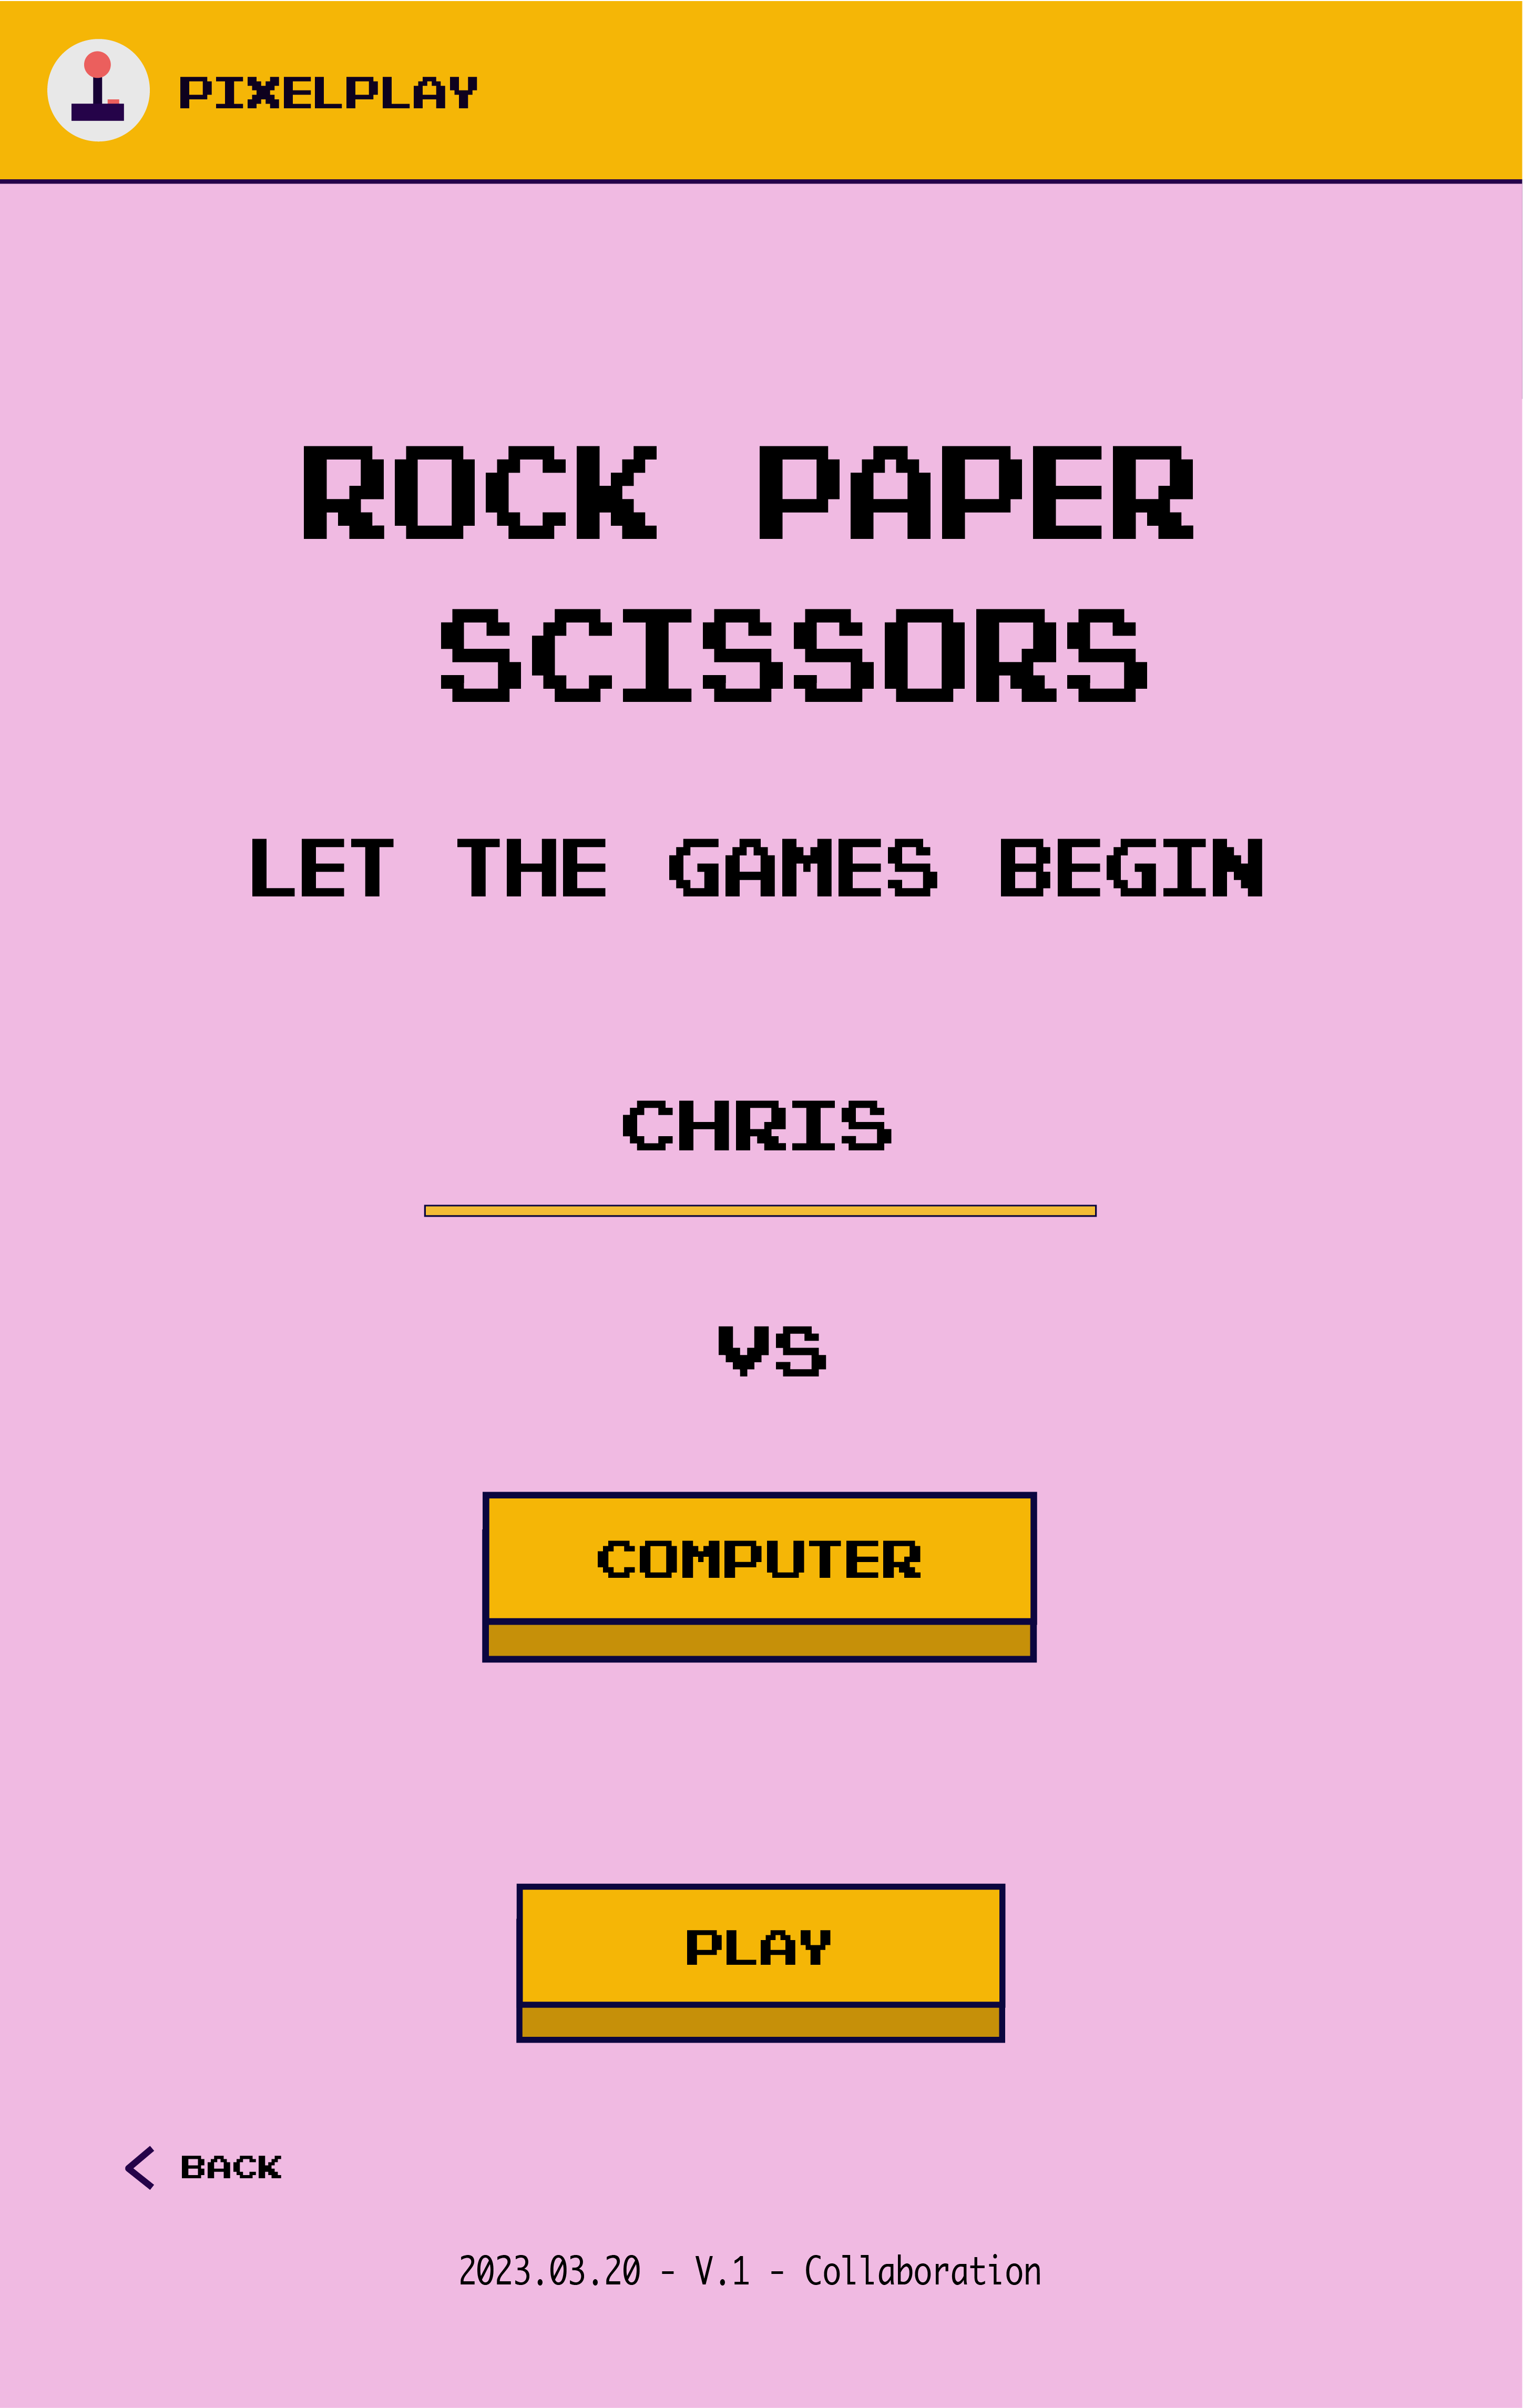 PIXELPLAY
ROCK PAPER
SCISSORS
LET THE GAMES BEGIN
CHRIS
VS
COMPUTER
PLAY
BACK
2023.03.20 - V.1 - Collaboration